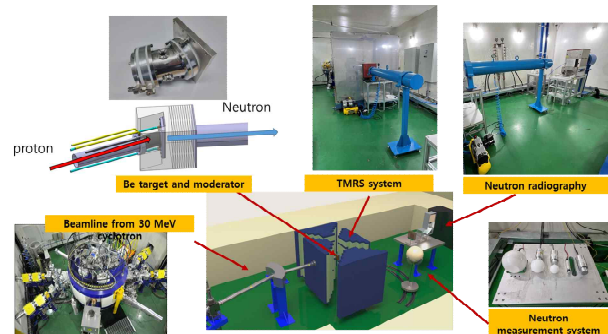 Neutron
proton
Be target and moderator
TMRS system
Neutron radiography
Beamline from 30 MeV
cyclotron
Neutron
measurement system